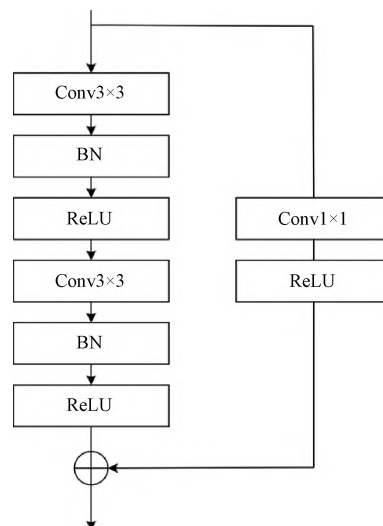 Conv3×3
BN
ReLU
Conv3×3
BN
ReLU
Conv1×1
ReLU